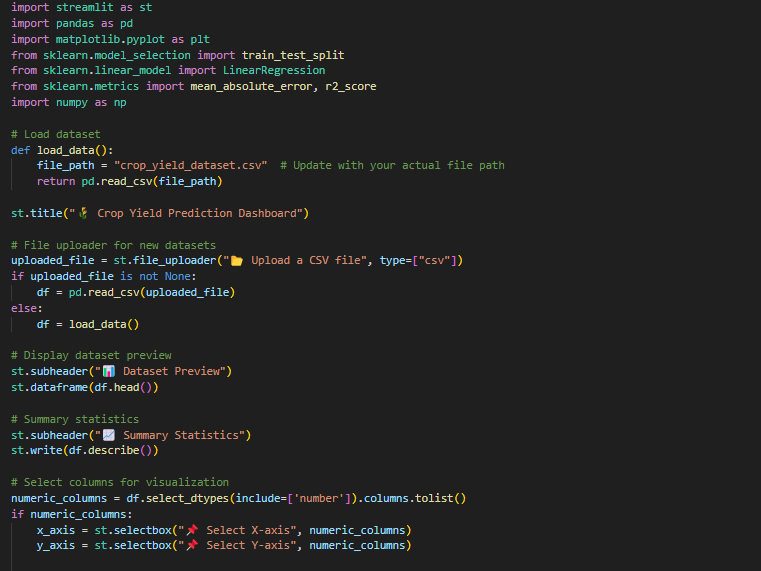 import streamlit as st
import pandas as pd
import matplotlib.pyplot as plt
from sklearn.model_selection import train_test_split
from sklearn.linear_model import LinearRegression
from sklearn.metrics import mean_absolute_error, r2_score
import numpy as np
# Load dataset
def load_data():
    file_path = "crop_yield_dataset.csv"  # Update with your actual file path
    return pd.read_csv(file_path)
st.title("🌾 Crop Yield Prediction Dashboard")
# File uploader for new datasets
uploaded_file = st.file_uploader("📂 Upload a CSV file", type=["csv"])
if uploaded_file is not None:
    df = pd.read_csv(uploaded_file)
else:
    df = load_data()
# Display dataset preview
st.subheader("📊 Dataset Preview")
st.dataframe(df.head())
# Summary statistics
st.subheader("📈 Summary Statistics")
st.write(df.describe())
# Select columns for visualization
numeric_columns = df.select_dtypes(include=['number']).columns.tolist()
if numeric_columns:
    x_axis = st.selectbox("📌 Select X-axis", numeric_columns)
    y_axis = st.selectbox("📌 Select Y-axis", numeric_columns)